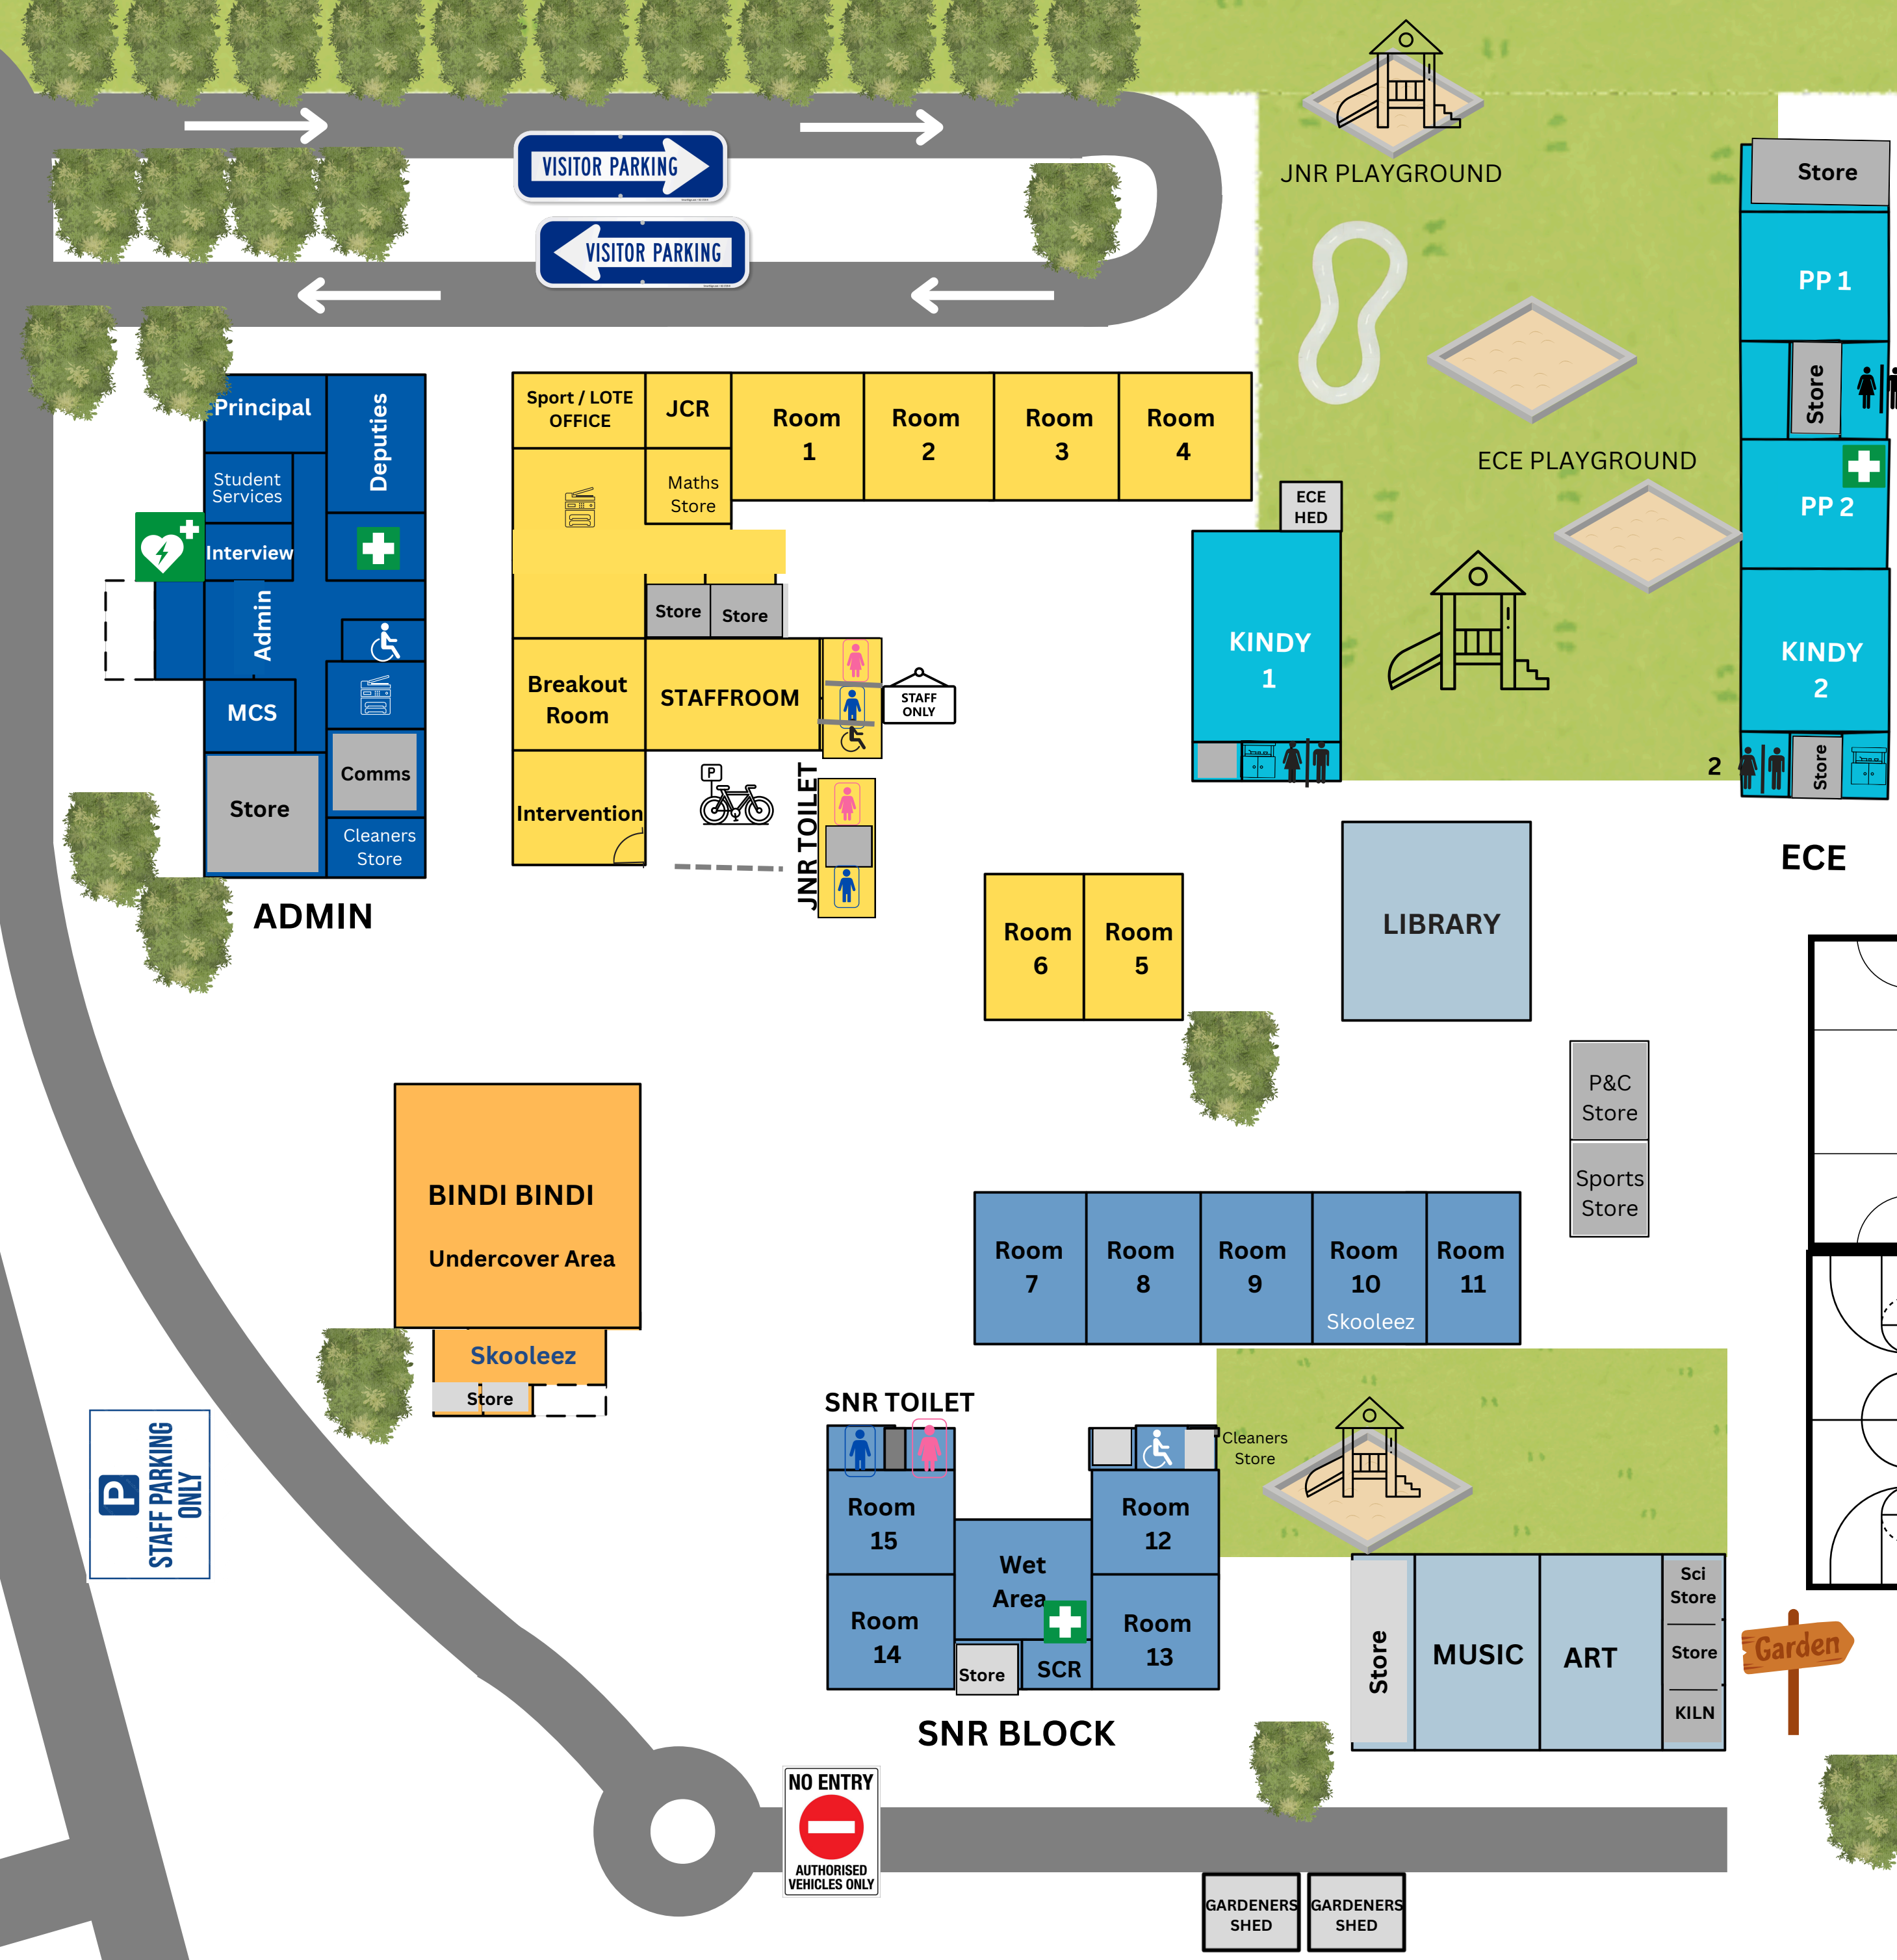 VISITOR PARKING
VISITOR PARKING
JNR PLAYGROUND
Store
PP 1
Store
ECE PLAYGROUND
PP 2
KINDY
2
2
Store
ECE
ECE
HED
KINDY
1
Principal
Deputies
Student
Services
Interview
Admin
MCS
Comms
Store
Cleaners
Store
ADMIN
Sport / LOTE
OFFICE
JCR
Room
1
Room
2
Room
3
Room
4
Maths
Store
Store
Store
Breakout
Room
STAFFROOM
STAFF
ONLY
Intervention
P
JNR TOILET
Room
6
Room
5
LIBRARY
P&C
Store
Sports
Store
BINDI BINDI
Undercover Area
Skooleez
Store
Room
7
Room
8
Room
9
Room
10
Skooleez
Room
11
P
STAFF PARKING
ONLY
SNR TOILET
Cleaners
Store
Room
15
Room
12
Wet
Area
Room
14
Room
13
Store
SCR
SNR BLOCK
Store
MUSIC
ART
Sci
Store
Store
KILN
Garden
NO ENTRY
AUTHORISED
VEHICLES ONLY
GARDENERS
SHED
GARDENERS
SHED